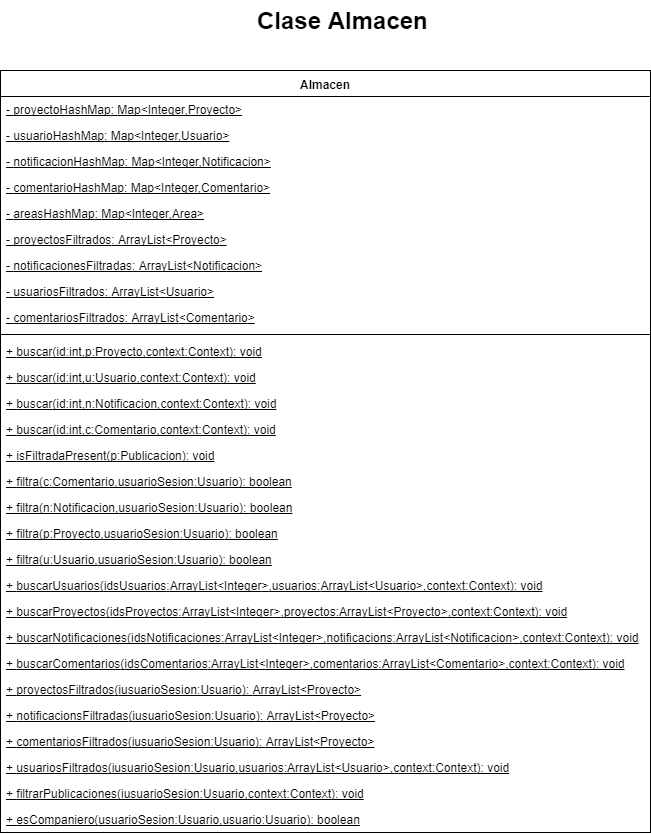 Clase Almacen
Almacen
- proyectoHashMap: Map<Integer,Proyecto>
- usuarioHashMap: Map<Integer,Usuario>
- notificacionHashMap: Map<Integer,Notificacion>
- comentarioHashMap: Map<Integer,Comentario>
- areasHashMap: Map<Integer,Area>
- proyectosFiltrados: ArrayList<Proyecto>
- notificacionesFiltradas: ArrayList<Notificacion>
- usuariosFiltrados: ArrayList<Usuario>
- comentariosFiltrados: ArrayList<Comentario>
+ buscar(id:int,p:Proyecto,context:Context): void
+ buscar(id:int,u:Usuario,context:Context): void
+ buscar(id:int,n:Notificacion,context:Context): void
+ buscar(id:int,c:Comentario,context:Context): void
+ isFiltradaPresent(p:Publicacion): void
+ filtra(c:Comentario,usuarioSesion:Usuario): boolean
+ filtra(n:Notificacion,usuarioSesion:Usuario): boolean
+ filtra(p:Proyecto,usuarioSesion:Usuario): boolean
+ filtra(u:Usuario,usuarioSesion:Usuario): boolean
+ buscarUsuarios(idsUsuarios:ArrayList<Integer>,usuarios:ArrayList<Usuario>,context:Context): void
+ buscarProyectos(idsProyectos:ArrayList<Integer>,proyectos:ArrayList<Proyecto>,context:Context): void
+ buscarNotificaciones(idsNotificaciones:ArrayList<Integer>,notificacions:ArrayList<Notificacion>,context:Context): void
+ buscarComentarios(idsComentarios:ArrayList<Integer>,comentarios:ArrayList<Comentario>,context:Context): void
+ proyectosFiltrados(iusuarioSesion:Usuario): ArrayList<Proyecto>
+ notificacionsFiltradas(iusuarioSesion:Usuario): ArrayList<Proyecto>
+ comentariosFiltrados(iusuarioSesion:Usuario): ArrayList<Proyecto>
+ usuariosFiltrados(iusuarioSesion:Usuario,usuarios:ArrayList<Usuario>,context:Context): void
+ filtrarPublicaciones(iusuarioSesion:Usuario,context:Context): void
+ esCompaniero(usuarioSesion:Usuario,usuario:Usuario): boolean